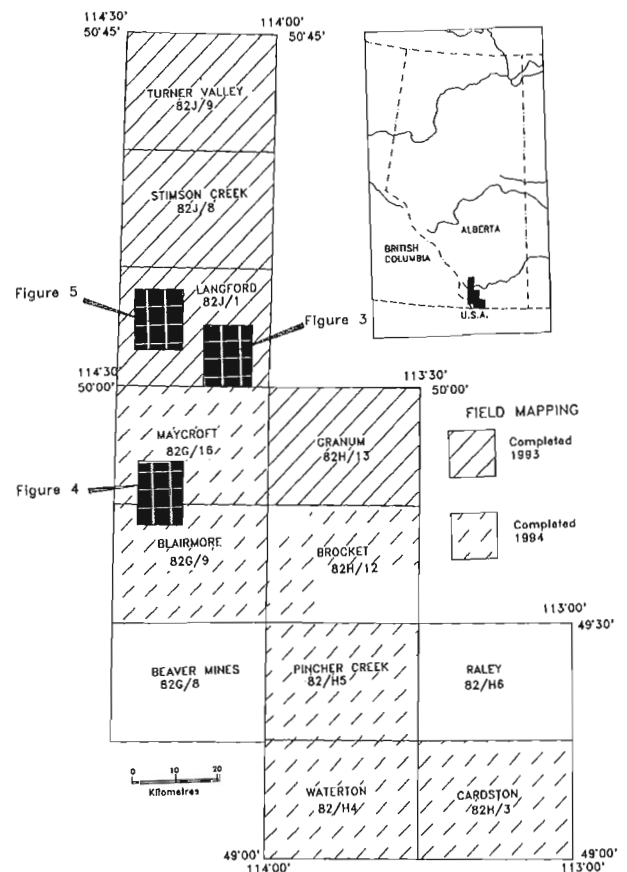 114°30'
50°45'
114°00'
50°45'
TURNER VALLEY
82J/9
STIMSON CREEK
82J/8
ALBERTA
BRITISH
COLUMBIA
U.S.A.
LANGFORD
82J/1
Figure 5
Figure 3
114°30'
50°00'
113°30'
50°00'
FIELD MAPPING
Completed
1993
Completed
1994
MAYCROFT
82G/16
GRANUM
82H/13
Figure 4
BLAIRMORE
82G/9
BROCKET
82H/12
113°00'
49°30'
BEAVER MINES
82G/8
PINCHER CREEK
82/H5
RALEY
82/H6
0 10 20
Kilometres
WATERTON
82/H4
CARDSTON
82H/3
49°00'
114°00'
49°00'
113°00'